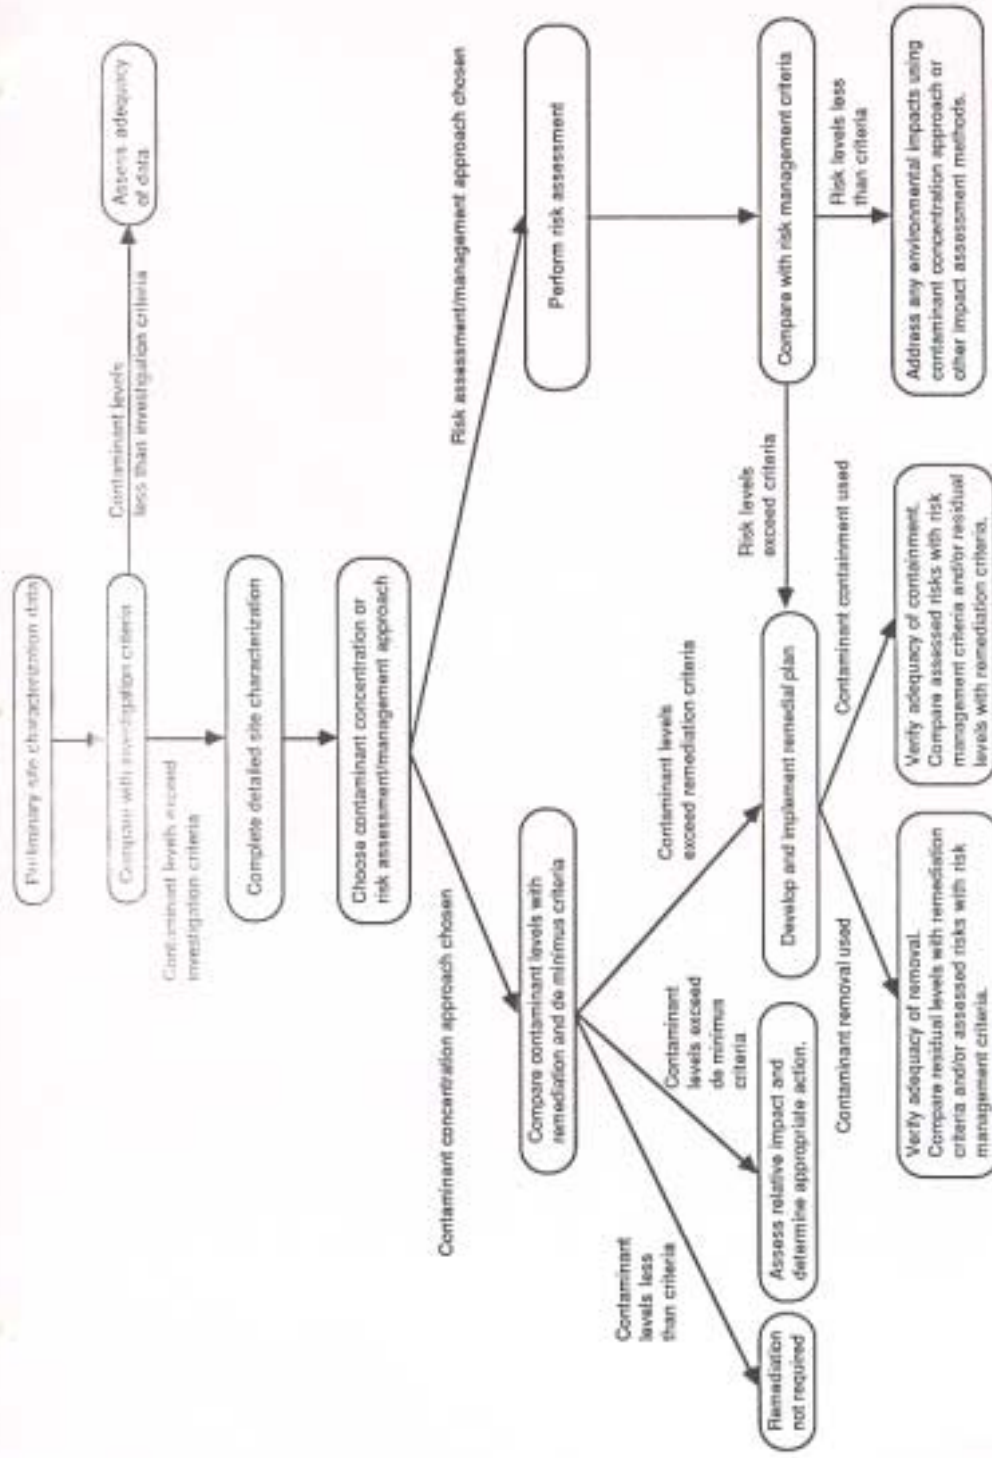 Preliminary site characterization data
Compare with investigation criteria
Contaminant levels
less than investigation criteria
Assess adequacy
of data
Contaminant levels exceed
investigation criteria
Complete detailed site characterization
Choose contaminant concentration or
risk assessment/management approach
Contaminant concentration approach chosen
Risk assessment/management approach chosen
Compare contaminant levels with
remediation and de minimus criteria
Perform risk assessment
Contaminant
levels less
than criteria
Contaminant
levels exceed
de minimus
criteria
Contaminant levels
exceed remediation criteria
Risk levels
exceed criteria
Remediation
not required
Assess relative impact and
determine appropriate action.
Develop and implement remedial plan
Compare with risk management criteria
Contaminant removal used
Contaminant containment used
Risk levels less
than criteria
Verify adequacy of removal.
Compare residual levels with remediation
criteria and/or assessed risks with risk
management criteria.
Verify adequacy of containment.
Compare assessed risks with risk
management criteria and/or residual
levels with remediation criteria.
Address any environmental impacts using
contaminant concentration approach or
other impact assessment methods.